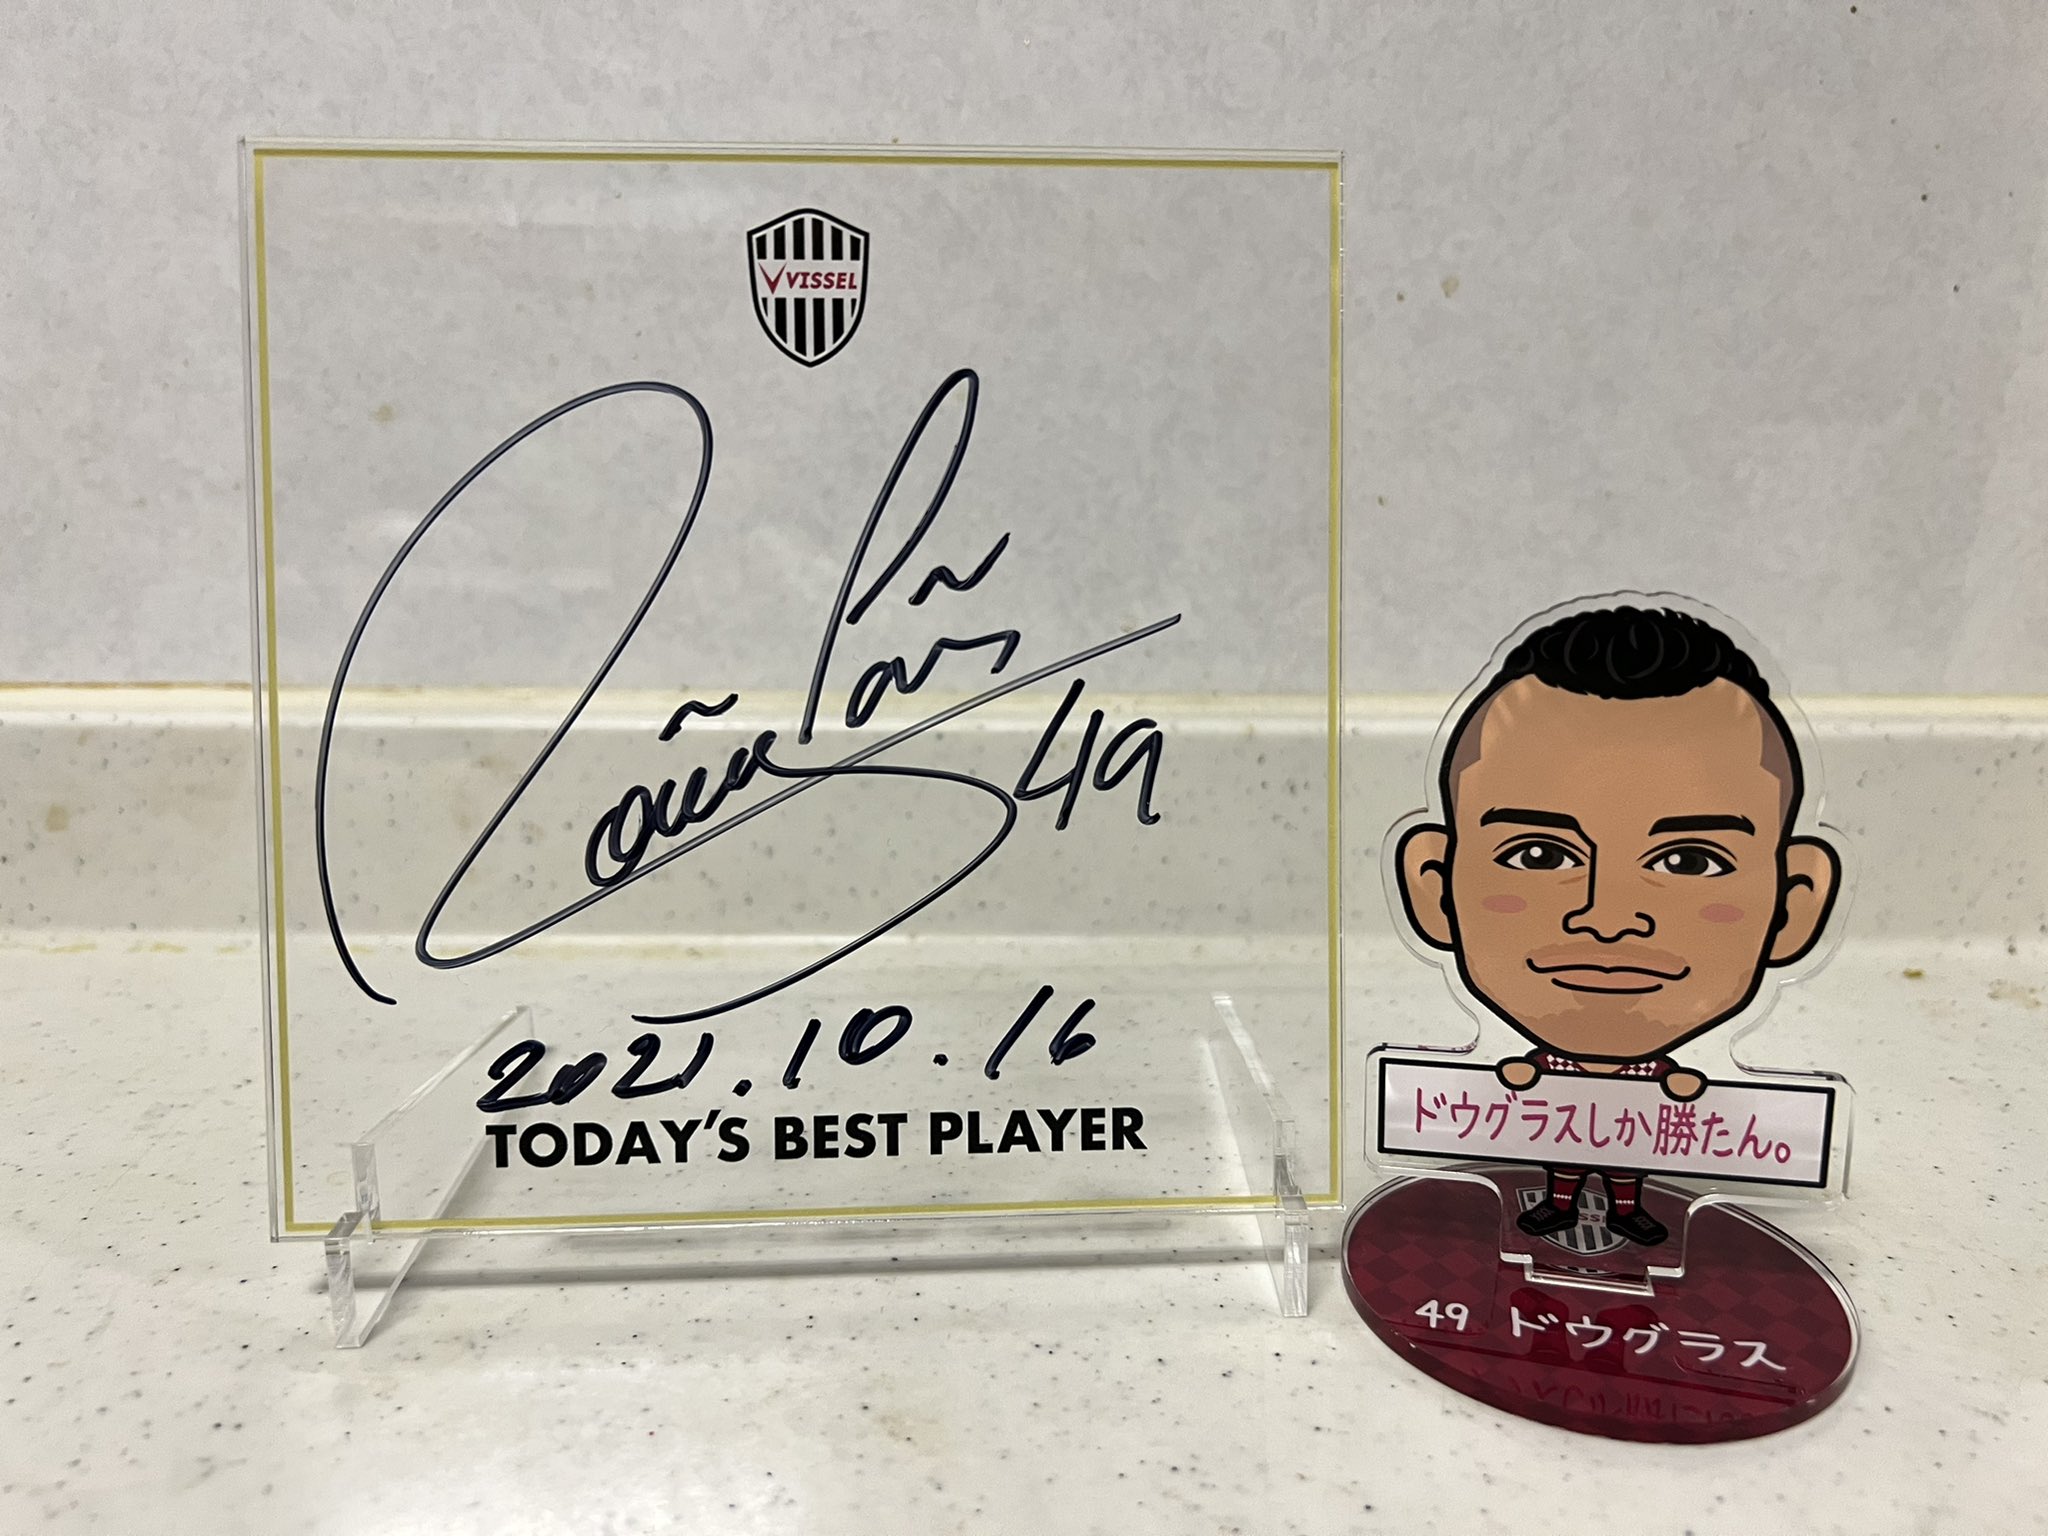 VISSEL
49
2021.10.16
TODAY'S BEST PLAYER
ドウグラスしか勝たん。
49 ドウグラス